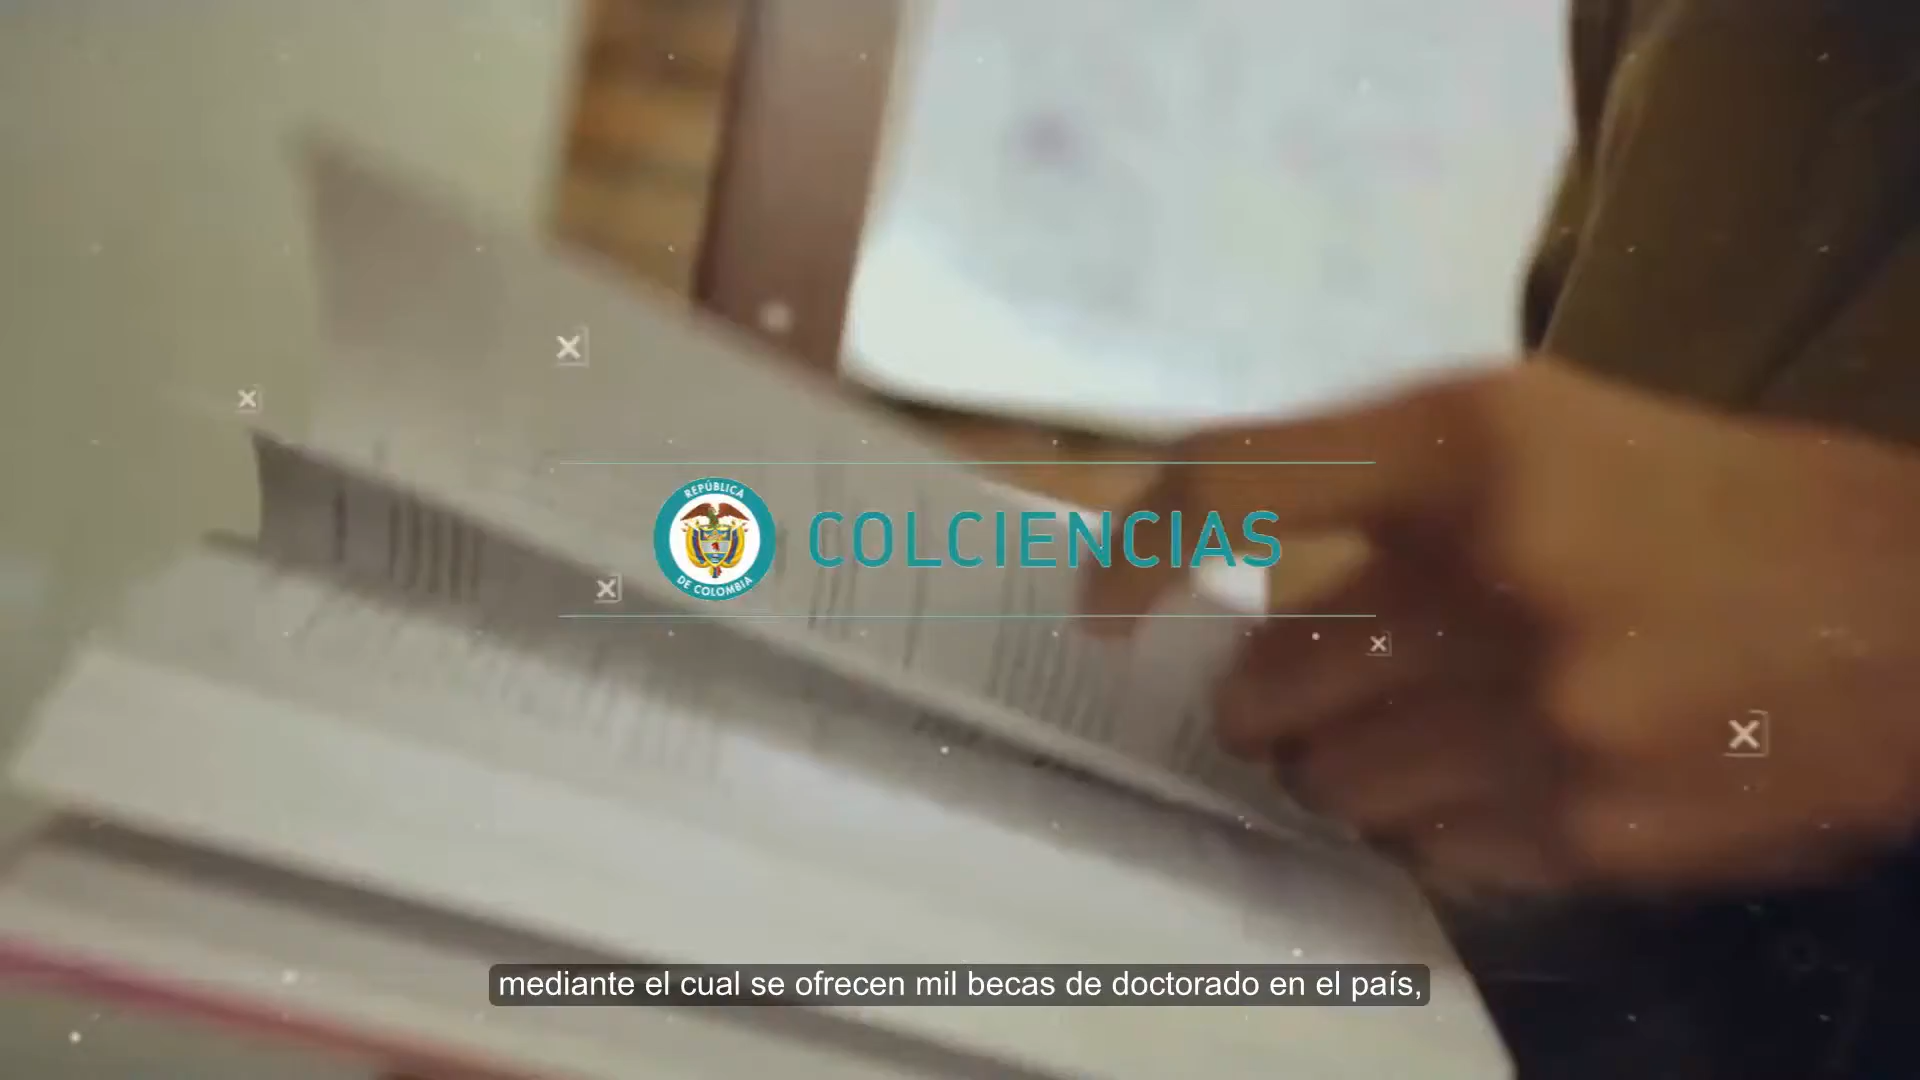 REPÚBLICA
DE COLOMBIA
COLCIENCIAS
mediante el cual se ofrecen mil becas de doctorado en el país,